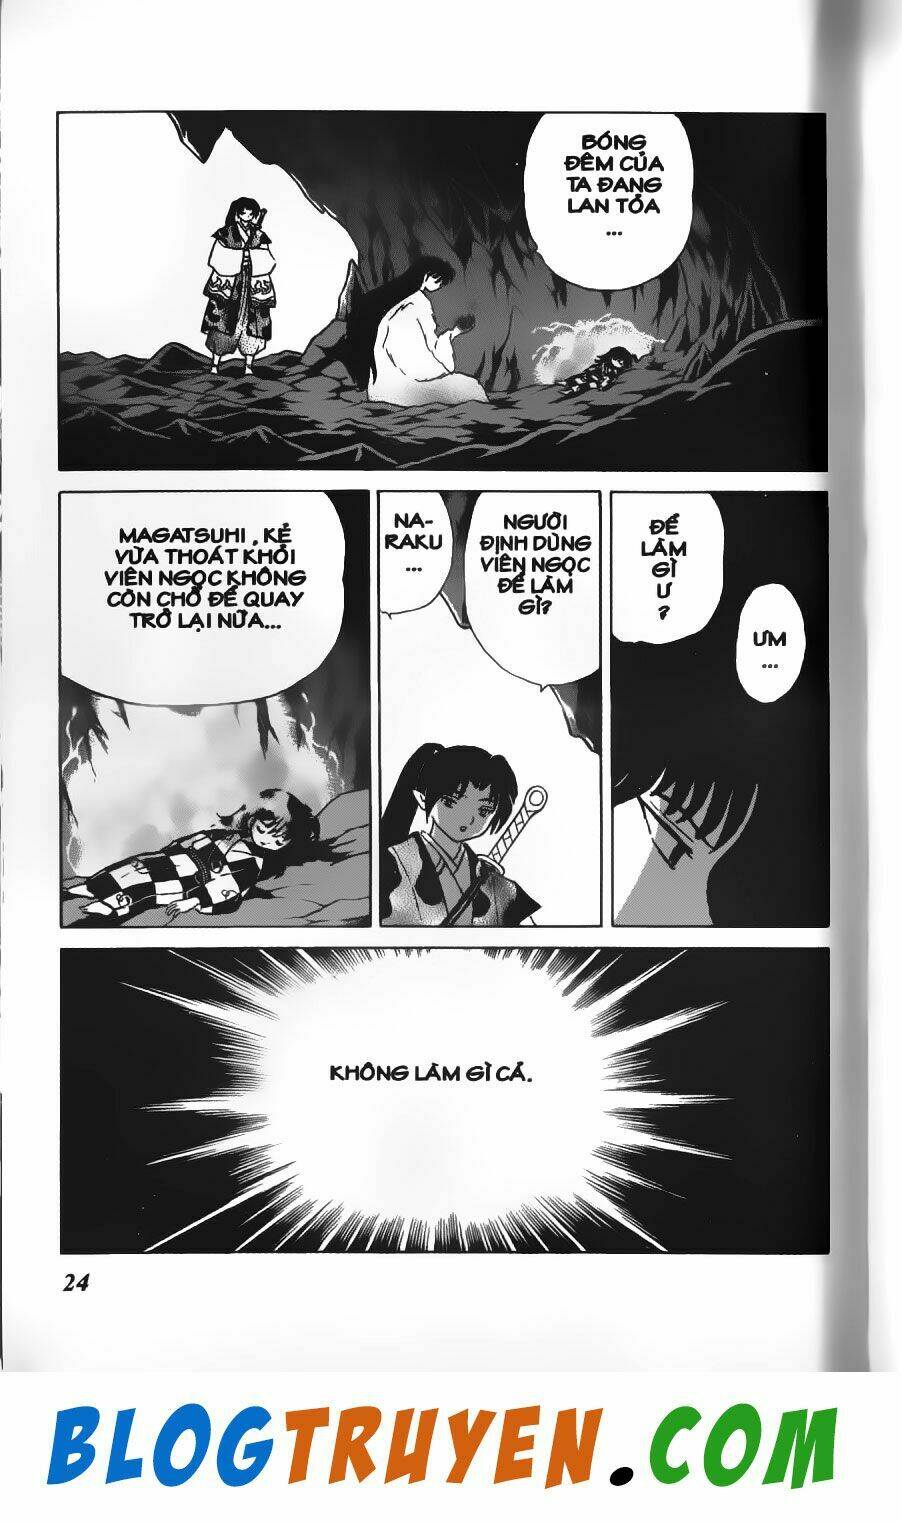 BÓNG
ĐÊM CỦA
TA ĐANG
LAN TỎA
...
MAGATSUHI , KẺ
VỪA THOÁT KHỎI
VIÊN NGỌC KHÔNG
CÒN CHỖ ĐỂ QUAY
TRỞ LẠI NỮA...
NA-
RAKU
...
NGƯỜI
ĐỊNH DÙNG
VIÊN NGỌC
ĐỂ LÀM
GÌ?
ĐỂ
LÀM
GÌ
Ư
?
ƯM
...
KHÔNG LÀM GÌ CẢ.
24
BLOGTRUYEN.COM